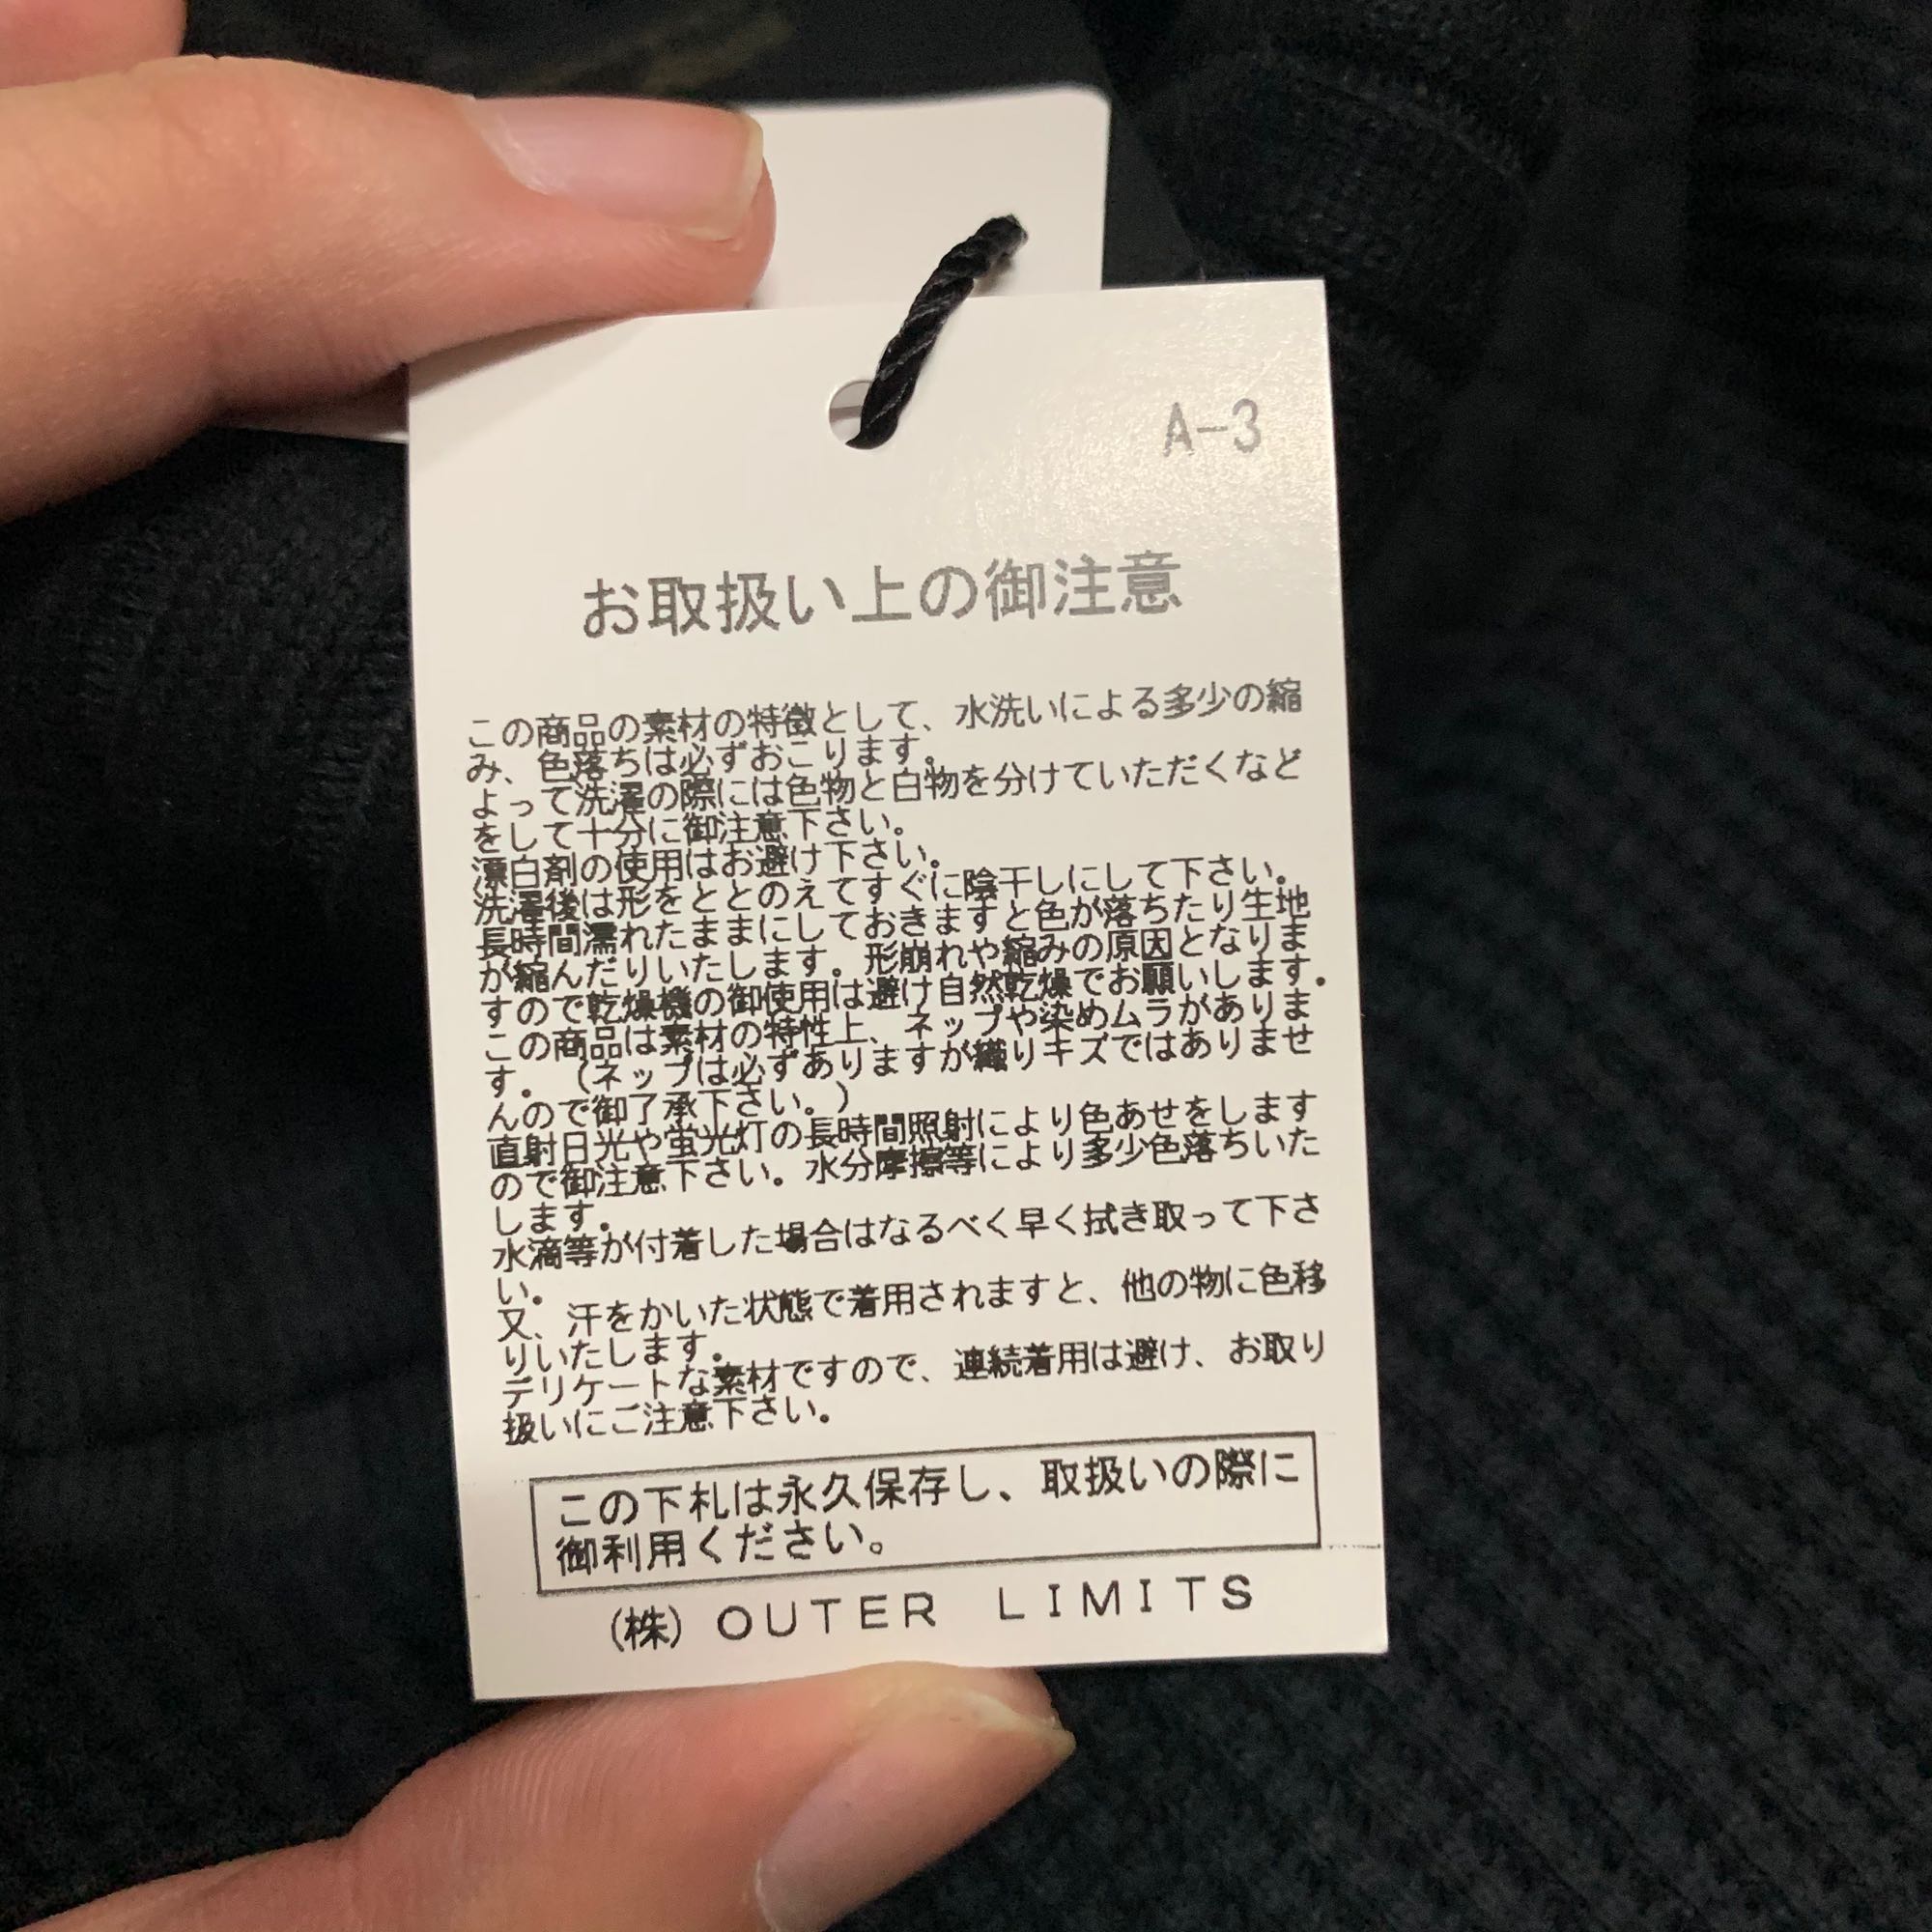 A-3
お取扱い上の御注意
この商品の素材の特徴として、水洗いによる多少の縮
み、色落ちは必ずおこります。
よって洗濯の際には色物と白物を分けていただくなど
をして十分に御注意下さい。
漂白剤の使用はお避け下さい。
洗濯後は形をととのえてすぐに陰干しにして下さい。
長時間濡れたままにしておきますと色が落ちたり生地
が縮んだりいたします。形崩れや縮みの原因となりま
すので乾燥機の御使用は避け自然乾燥でお願いします。
この商品は素材の特性上、ネップや染めムラがありま
す。(ネップは必ずありますが織りキズではありませ
んので御了承下さい。)
直射日光や蛍光灯の長時間照射により色あせをします
ので御注意下さい。水分摩擦等により多少色落ちいた
します。
水滴等が付着した場合はなるべく早く拭き取って下さ
い。
又、汗をかいた状態で着用されますと、他の物に色移
りいたします。
デリケートな素材ですので、連続着用は避け、お取り
扱いにご注意下さい。
この下札は永久保存し、取扱いの際に
御利用ください。
(株) OUTER LIMITS